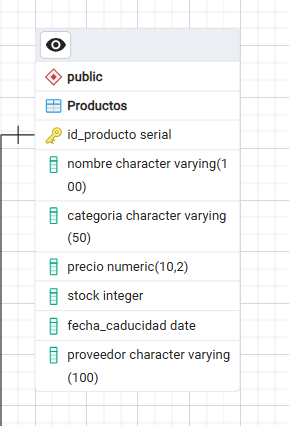 public
Productos
id_producto serial
nombre character varying(1
00)
categoria character varying
(50)
precio numeric(10,2)
stock integer
fecha_caducidad date
proveedor character varying
(100)